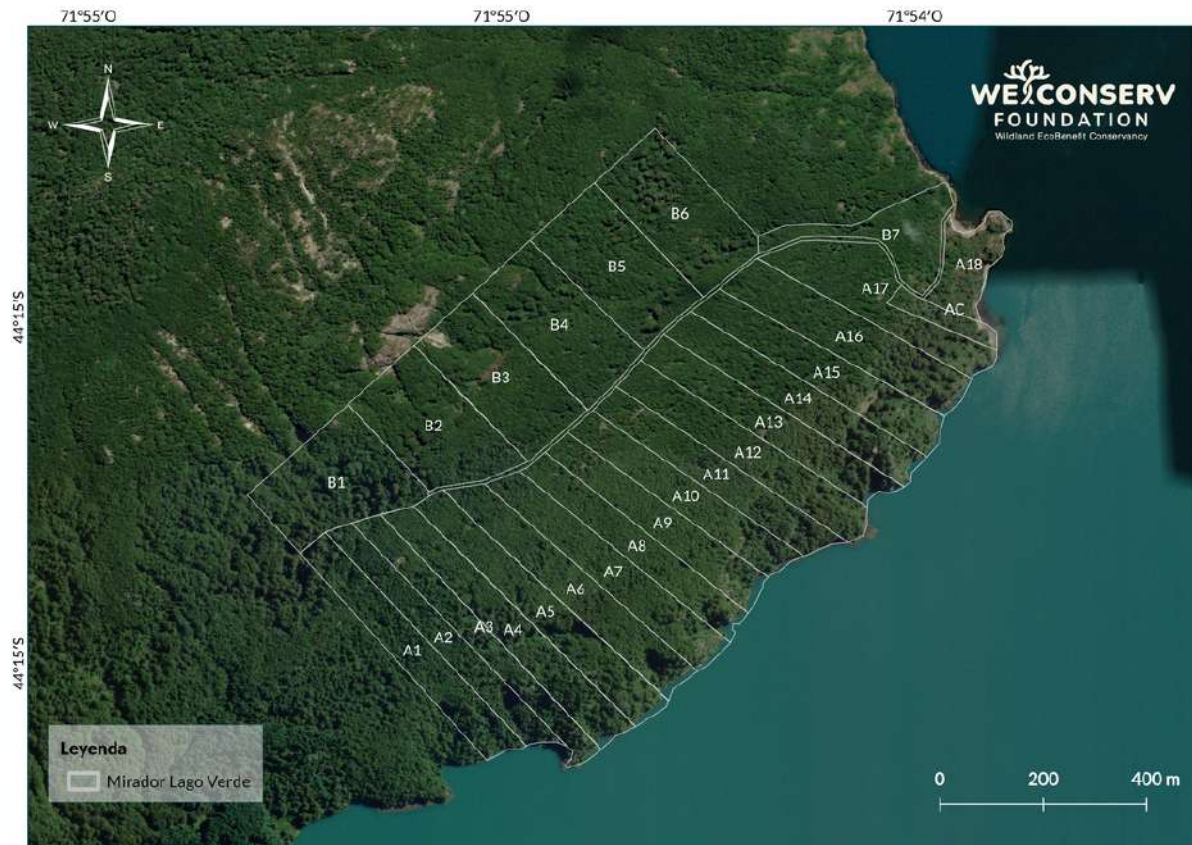 71°55'O
71°55'O
71°54'O
N
W
E
S
WE CONSERV
FOUNDATION
Wildland EcoBenefit Conservancy
44°15'S
44°15'S
B6
B7
B5
A18
A17
AC
B4
A16
B3
A15
A14
B2
A13
A12
B1
A11
A10
A9
A8
A7
A6
A5
A4
A3
A2
A1
Leyenda
Mirador Lago Verde
0 200 400 m